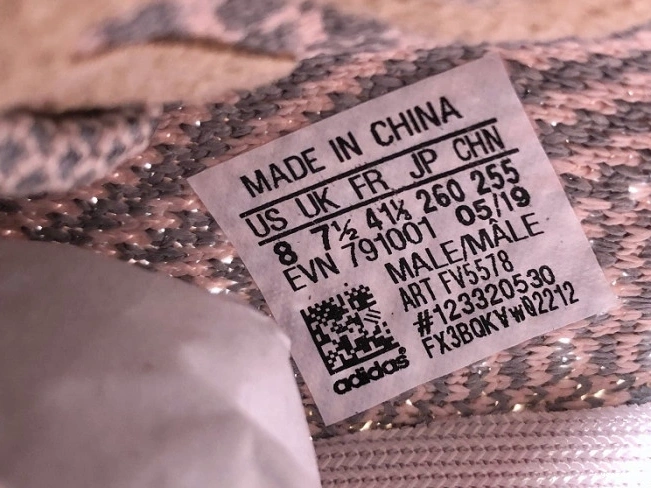 MADE IN CHINA
US UK FR JP CHN
8 7½ 41⅓ 260 255
EVN 791001 05/19
MALE/MÂLE
ART FV5578
#123320530
FX3BQKVw02212
adidas®